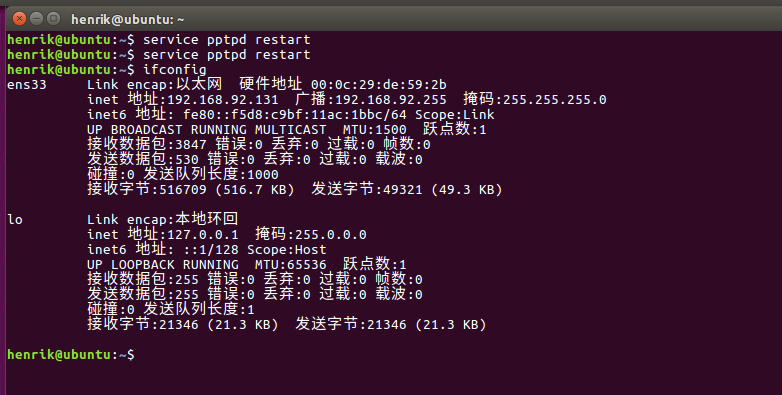 henrik@ubuntu: ~
henrik@ubuntu:~$ service pptpd restart
henrik@ubuntu:~$ service pptpd restart
henrik@ubuntu:~$ ifconfig
ens33     Link encap:以太网  硬件地址 00:0c:29:de:59:2b
          inet 地址:192.168.92.131  广播:192.168.92.255  掩码:255.255.255.0
          inet6 地址: fe80::f5d8:c9bf:11ac:1bbc/64 Scope:Link
          UP BROADCAST RUNNING MULTICAST  MTU:1500  跃点数:1
          接收数据包:3847 错误:0 丢弃:0 过载:0 帧数:0
          发送数据包:530 错误:0 丢弃:0 过载:0 载波:0
          碰撞:0 发送队列长度:1000
          接收字节:516709 (516.7 KB)  发送字节:49321 (49.3 KB)
lo        Link encap:本地环回
          inet 地址:127.0.0.1  掩码:255.0.0.0
          inet6 地址: ::1/128 Scope:Host
          UP LOOPBACK RUNNING  MTU:65536  跃点数:1
          接收数据包:255 错误:0 丢弃:0 过载:0 帧数:0
          发送数据包:255 错误:0 丢弃:0 过载:0 载波:0
          碰撞:0 发送队列长度:1
          接收字节:21346 (21.3 KB)  发送字节:21346 (21.3 KB)
henrik@ubuntu:~$